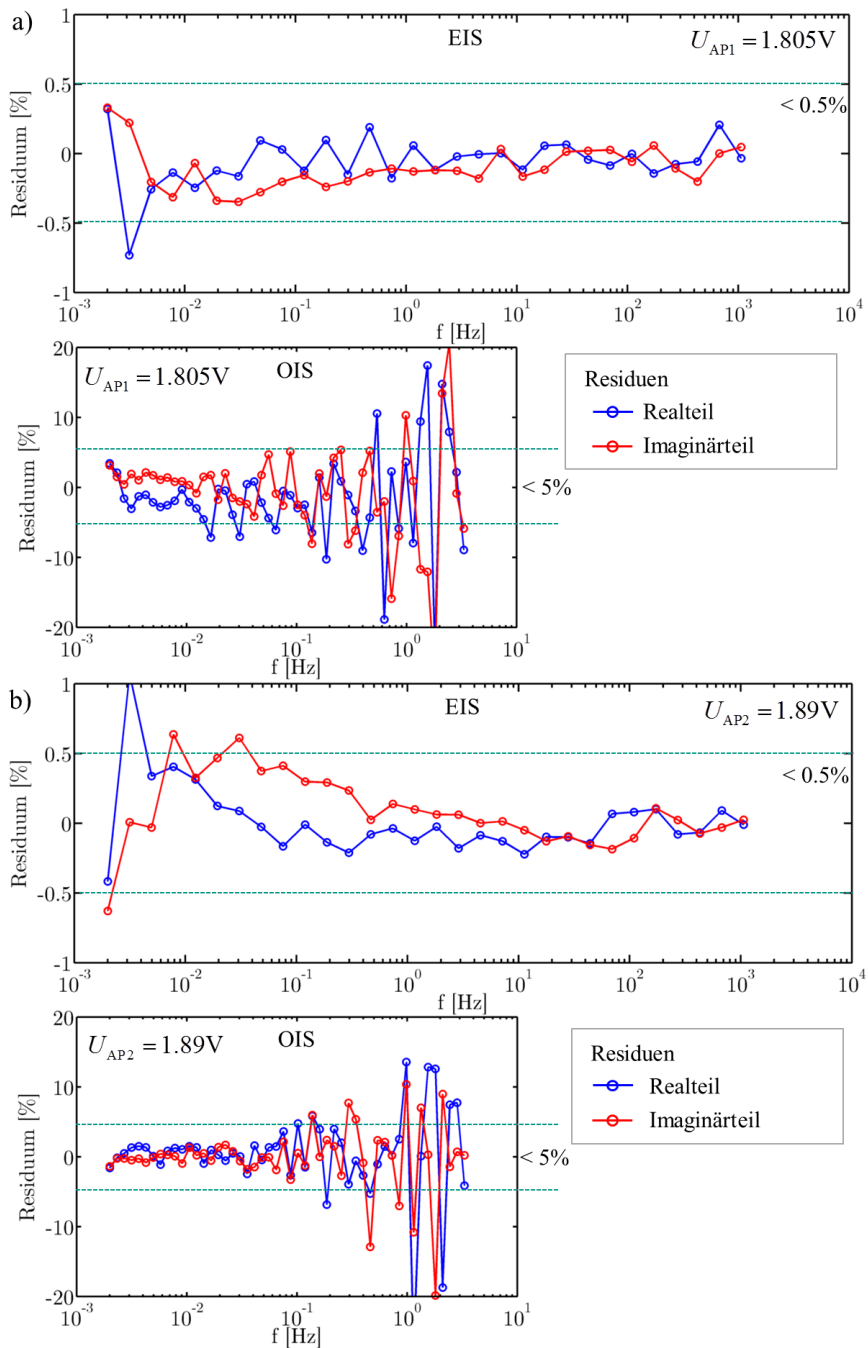 a)
EIS
U_AP1 = 1.805V
Residuum [%]
1
0.5
0
-0.5
-1
< 0.5%
10^-3 10^-2 10^-1 10^0 10^1 10^2 10^3 10^4
f [Hz]
U_AP1 = 1.805V
OIS
Residuum [%]
20
10
0
-10
-20
< 5%
10^-3 10^-2 10^-1 10^0 10^1
f [Hz]
Residuen
Realteil
Imaginärteil
b)
EIS
U_AP2 = 1.89V
Residuum [%]
1
0.5
0
-0.5
-1
< 0.5%
10^-3 10^-2 10^-1 10^0 10^1 10^2 10^3 10^4
f [Hz]
U_AP2 = 1.89V
OIS
Residuum [%]
20
10
0
-10
-20
< 5%
10^-3 10^-2 10^-1 10^0 10^1
f [Hz]
Residuen
Realteil
Imaginärteil